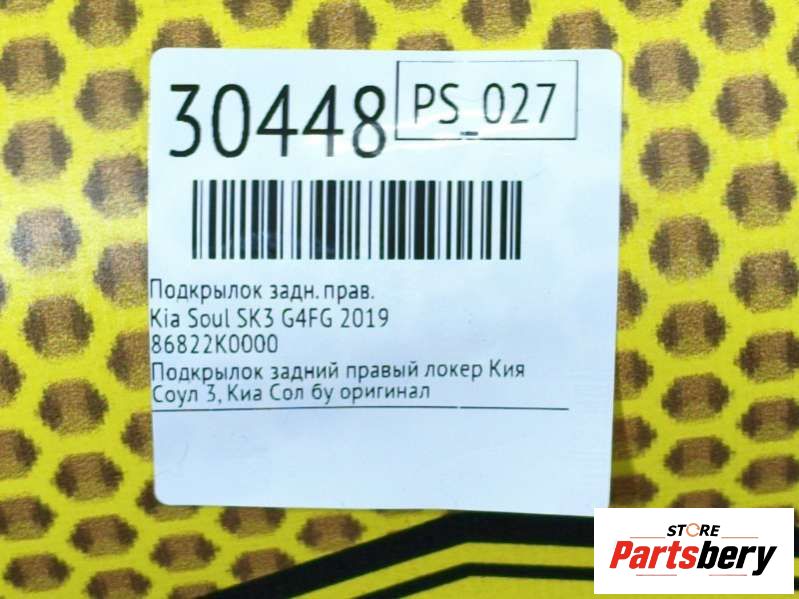 30448
PS_027
Подкрылок задн. прав.
Kia Soul SK3 G4FG 2019
86822K0000
Подкрылок задний правый локер Кия
Соул 3, Киа Сол бу оригинал
STORE
Partsbery